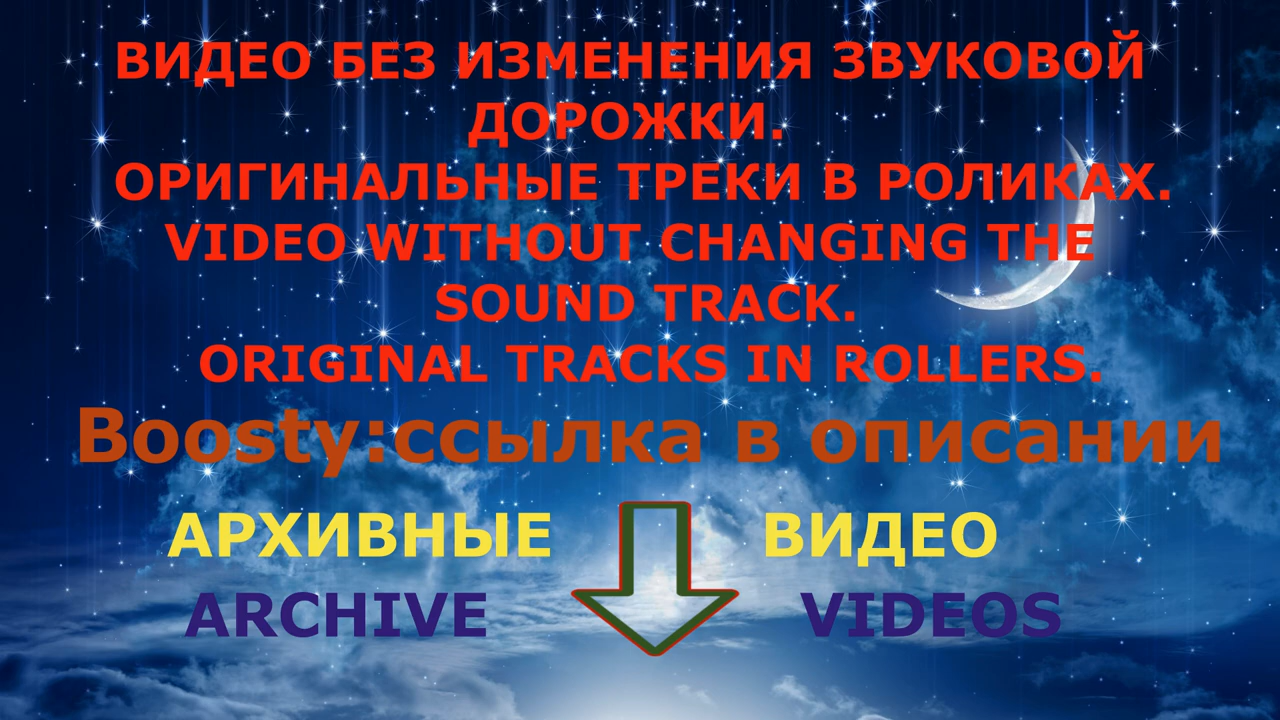 ВИДЕО БЕЗ ИЗМЕНЕНИЯ ЗВУКОВОЙ
ДОРОЖКИ.
ОРИГИНАЛЬНЫЕ ТРЕКИ В РОЛИКАХ.
VIDEO WITHOUT CHANGING THE
SOUND TRACK.
ORIGINAL TRACKS IN ROLLERS.
Boosty:ссылка в описании
АРХИВНЫЕ ВИДЕО
ARCHIVE VIDEOS